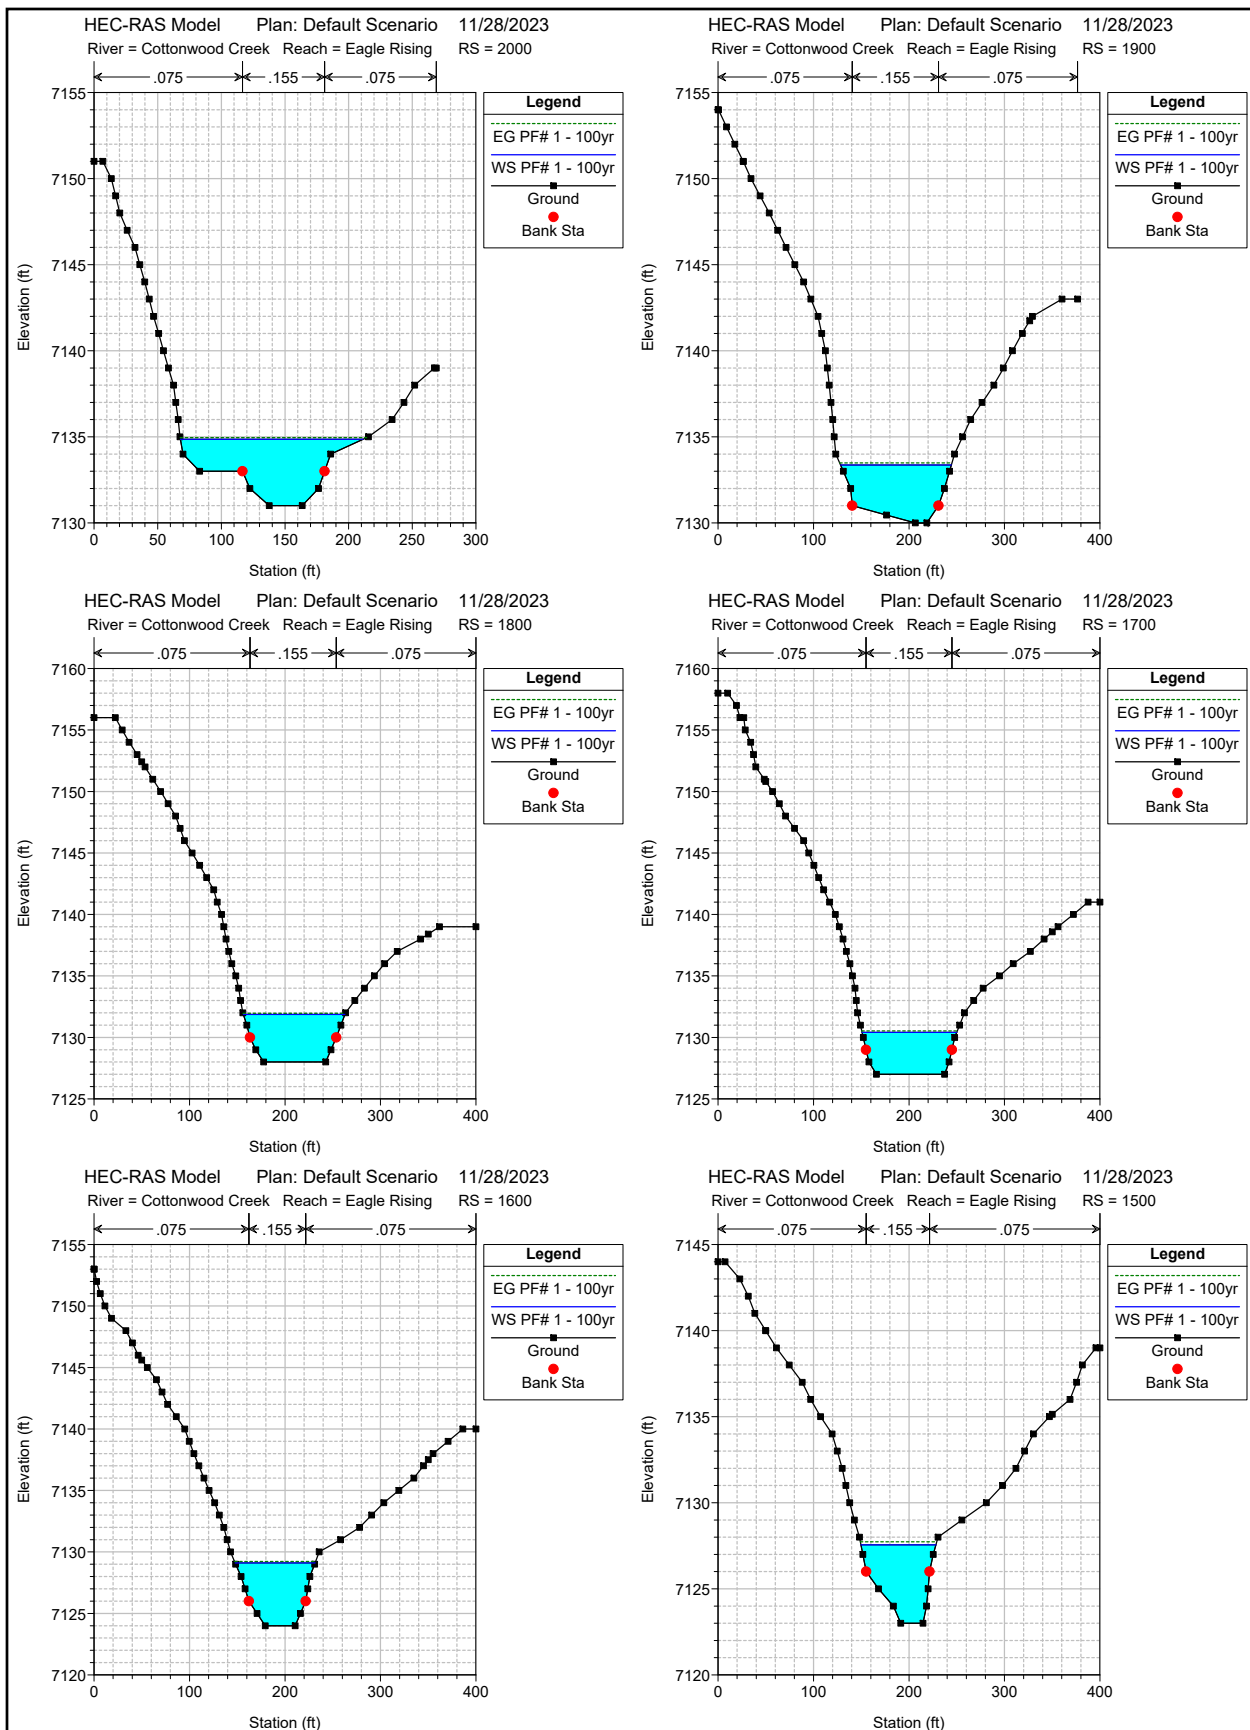 HEC-RAS Model Plan: Default Scenario 11/28/2023
River = Cottonwood Creek Reach = Eagle Rising RS = 2000
.075 .155 .075
7155
7150
7145
7140
7135
7130
Elevation (ft)
0 50 100 150 200 250 300
Station (ft)
Legend
EG PF# 1 - 100yr
WS PF# 1 - 100yr
Ground
Bank Sta
HEC-RAS Model Plan: Default Scenario 11/28/2023
River = Cottonwood Creek Reach = Eagle Rising RS = 1900
.075 .155 .075
7155
7150
7145
7140
7135
7130
Elevation (ft)
0 100 200 300 400
Station (ft)
Legend
EG PF# 1 - 100yr
WS PF# 1 - 100yr
Ground
Bank Sta
HEC-RAS Model Plan: Default Scenario 11/28/2023
River = Cottonwood Creek Reach = Eagle Rising RS = 1800
.075 .155 .075
7160
7155
7150
7145
7140
7135
7130
7125
Elevation (ft)
0 100 200 300 400
Station (ft)
Legend
EG PF# 1 - 100yr
WS PF# 1 - 100yr
Ground
Bank Sta
HEC-RAS Model Plan: Default Scenario 11/28/2023
River = Cottonwood Creek Reach = Eagle Rising RS = 1700
.075 .155 .075
7160
7155
7150
7145
7140
7135
7130
7125
Elevation (ft)
0 100 200 300 400
Station (ft)
Legend
EG PF# 1 - 100yr
WS PF# 1 - 100yr
Ground
Bank Sta
HEC-RAS Model Plan: Default Scenario 11/28/2023
River = Cottonwood Creek Reach = Eagle Rising RS = 1600
.075 .155 .075
7155
7150
7145
7140
7135
7130
7125
7120
Elevation (ft)
0 100 200 300 400
Station (ft)
Legend
EG PF# 1 - 100yr
WS PF# 1 - 100yr
Ground
Bank Sta
HEC-RAS Model Plan: Default Scenario 11/28/2023
River = Cottonwood Creek Reach = Eagle Rising RS = 1500
.075 .155 .075
7145
7140
7135
7130
7125
7120
Elevation (ft)
0 100 200 300 400
Station (ft)
Legend
EG PF# 1 - 100yr
WS PF# 1 - 100yr
Ground
Bank Sta